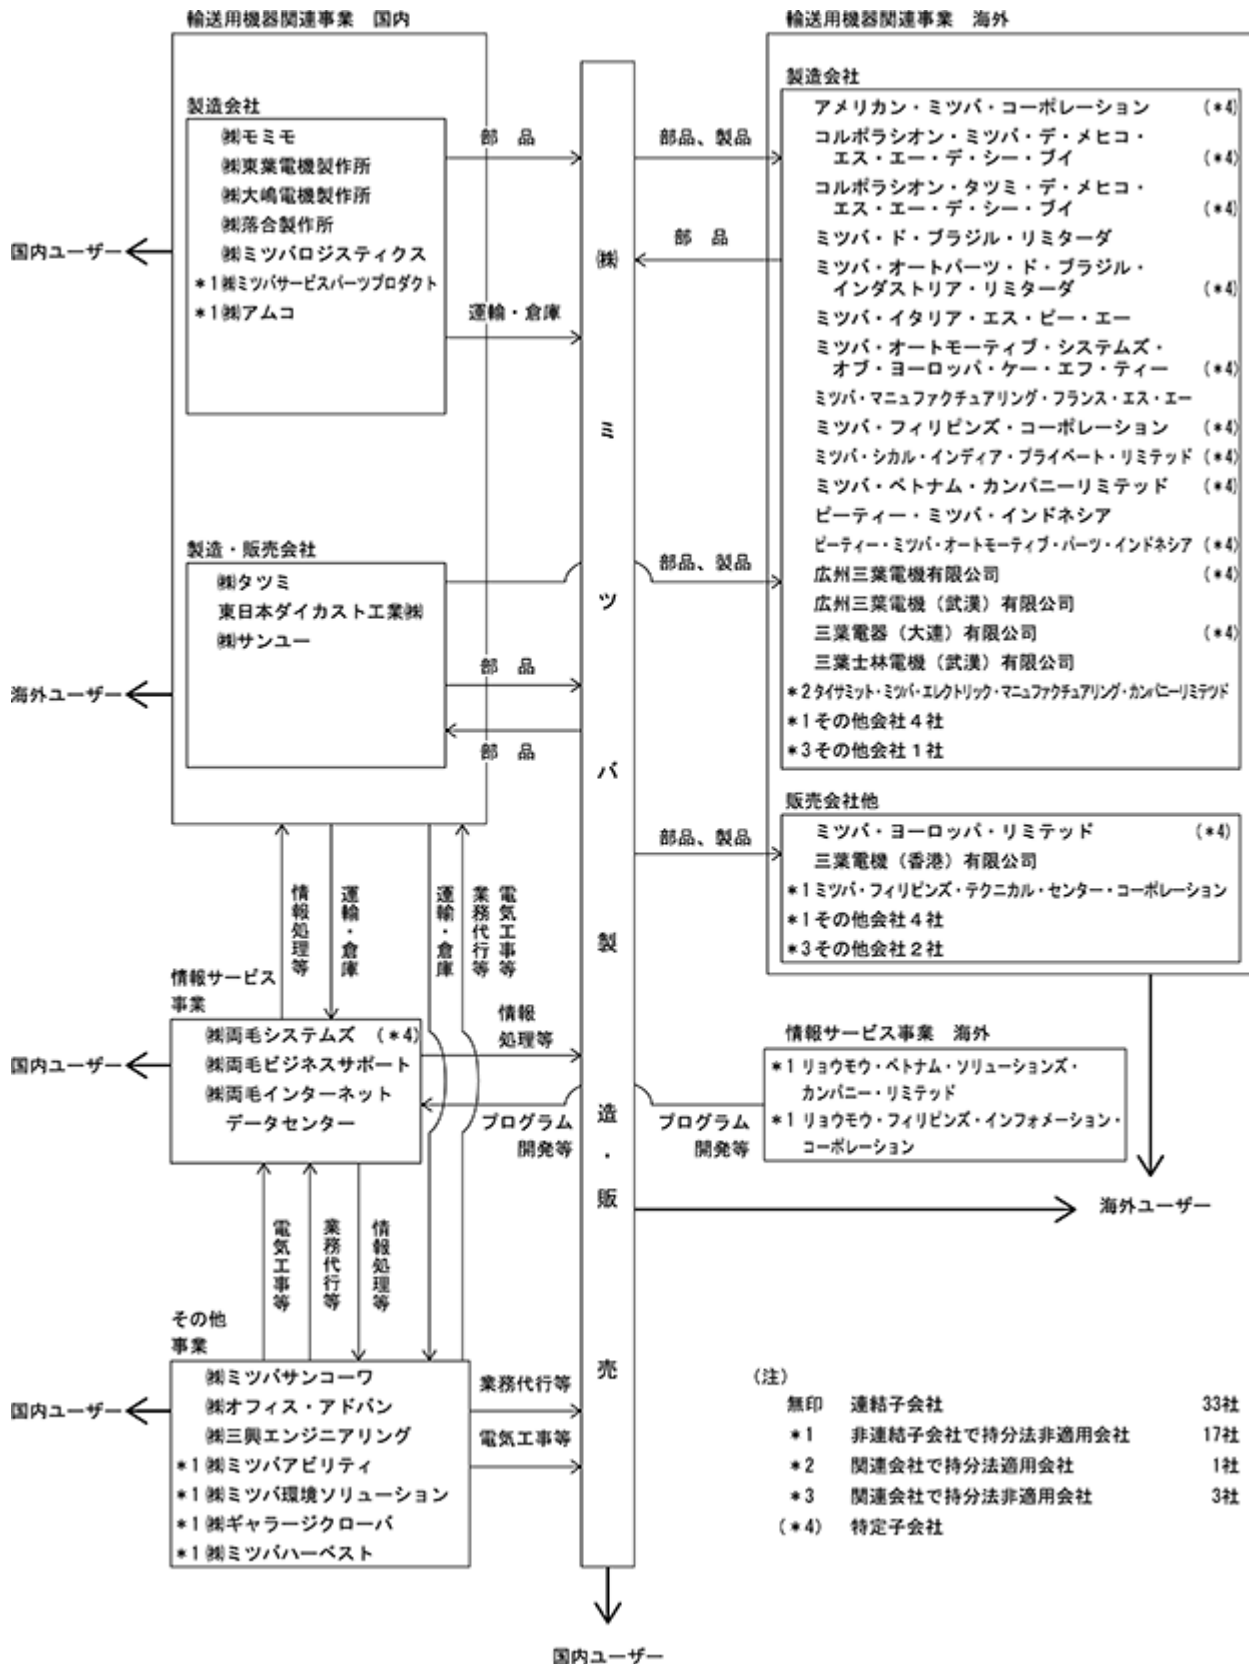 輸送用機器関連事業　国内
製造会社
㈱モミモ
㈱東葉電機製作所
㈱大嶋電機製作所
㈱落合製作所
㈱ミツバロジスティクス
＊1㈱ミツバサービスパーツプロダクト
＊1㈱アムコ
国内ユーザー
部　品
運輸・倉庫
製造・販売会社
㈱タツミ
東日本ダイカスト工業㈱
㈱サンユー
海外ユーザー
部　品
部　品
㈱ミツバ製造・販売
部品、製品
部　品
部品、製品
部品、製品
輸送用機器関連事業　海外
製造会社
アメリカン・ミツバ・コーポレーション　（＊4）
コルポラシオン・ミツバ・デ・メヒコ・
エス・エー・デ・シー・ブイ　（＊4）
コルポラシオン・タツミ・デ・メヒコ・
エス・エー・デ・シー・ブイ　（＊4）
ミツバ・ド・ブラジル・リミターダ
ミツバ・オートパーツ・ド・ブラジル・
インダストリア・リミターダ　（＊4）
ミツバ・イタリア・エス・ピー・エー
ミツバ・オートモーティブ・システムズ・
オブ・ヨーロッパ・ケー・エフ・ティー　（＊4）
ミツバ・マニュファクチュアリング・フランス・エス・エー
ミツバ・フィリピンズ・コーポレーション　（＊4）
ミツバ・シカル・インディア・プライベート・リミテッド（＊4）
ミツバ・ベトナム・カンパニーリミテッド　（＊4）
ピーティー・ミツバ・インドネシア
ピーティー・ミツバ・オートモーティブ・パーツ・インドネシア（＊4）
広州三葉電機有限公司　（＊4）
広州三葉電機（武漢）有限公司
三葉電器（大連）有限公司　（＊4）
三葉士林電機（武漢）有限公司
＊2タイサミット・ミツバ・エレクトリック・マニュファクチュアリング・カンパニーリミテッド
＊1その他会社４社
＊3その他会社１社
販売会社他
ミツバ・ヨーロッパ・リミテッド　（＊4）
三葉電機（香港）有限公司
＊1ミツバ・フィリピンズ・テクニカル・センター・コーポレーション
＊1その他会社４社
＊3その他会社２社
情報処理等
運輸・倉庫
運輸・倉庫
業務代行等
電気工事等
情報サービス
事業
㈱両毛システムズ　（＊4）
㈱両毛ビジネスサポート
㈱両毛インターネット
データセンター
国内ユーザー
情報
処理等
プログラム
開発等
プログラム
開発等
情報サービス事業　海外
＊1 リョウモウ・ベトナム・ソリューションズ・
カンパニー・リミテッド
＊1 リョウモウ・フィリピンズ・インフォメーション・
コーポレーション
海外ユーザー
電気工事等
業務代行等
情報処理等
その他
事業
㈱ミツバサンコーワ
㈱オフィス・アドバン
㈱三興エンジニアリング
＊1㈱ミツバアビリティ
＊1㈱ミツバ環境ソリューション
＊1㈱ギャラージクローバ
＊1㈱ミツバハーベスト
国内ユーザー
業務代行等
電気工事等
（注）
無印　連結子会社　33社
＊1　非連結子会社で持分法非適用会社　17社
＊2　関連会社で持分法適用会社　1社
＊3　関連会社で持分法非適用会社　3社
（＊4）　特定子会社
国内ユーザー